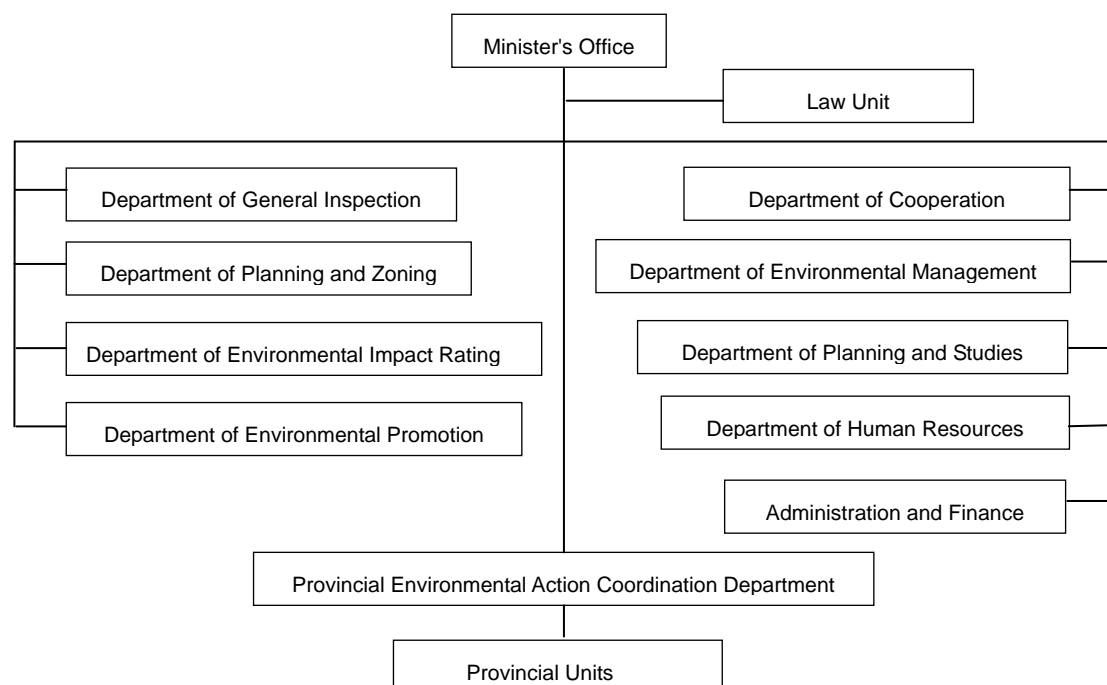 Minister's Office
Law Unit
Department of General Inspection
Department of Cooperation
Department of Planning and Zoning
Department of Environmental Management
Department of Environmental Impact Rating
Department of Planning and Studies
Department of Environmental Promotion
Department of Human Resources
Administration and Finance
Provincial Environmental Action Coordination Department
Provincial Units